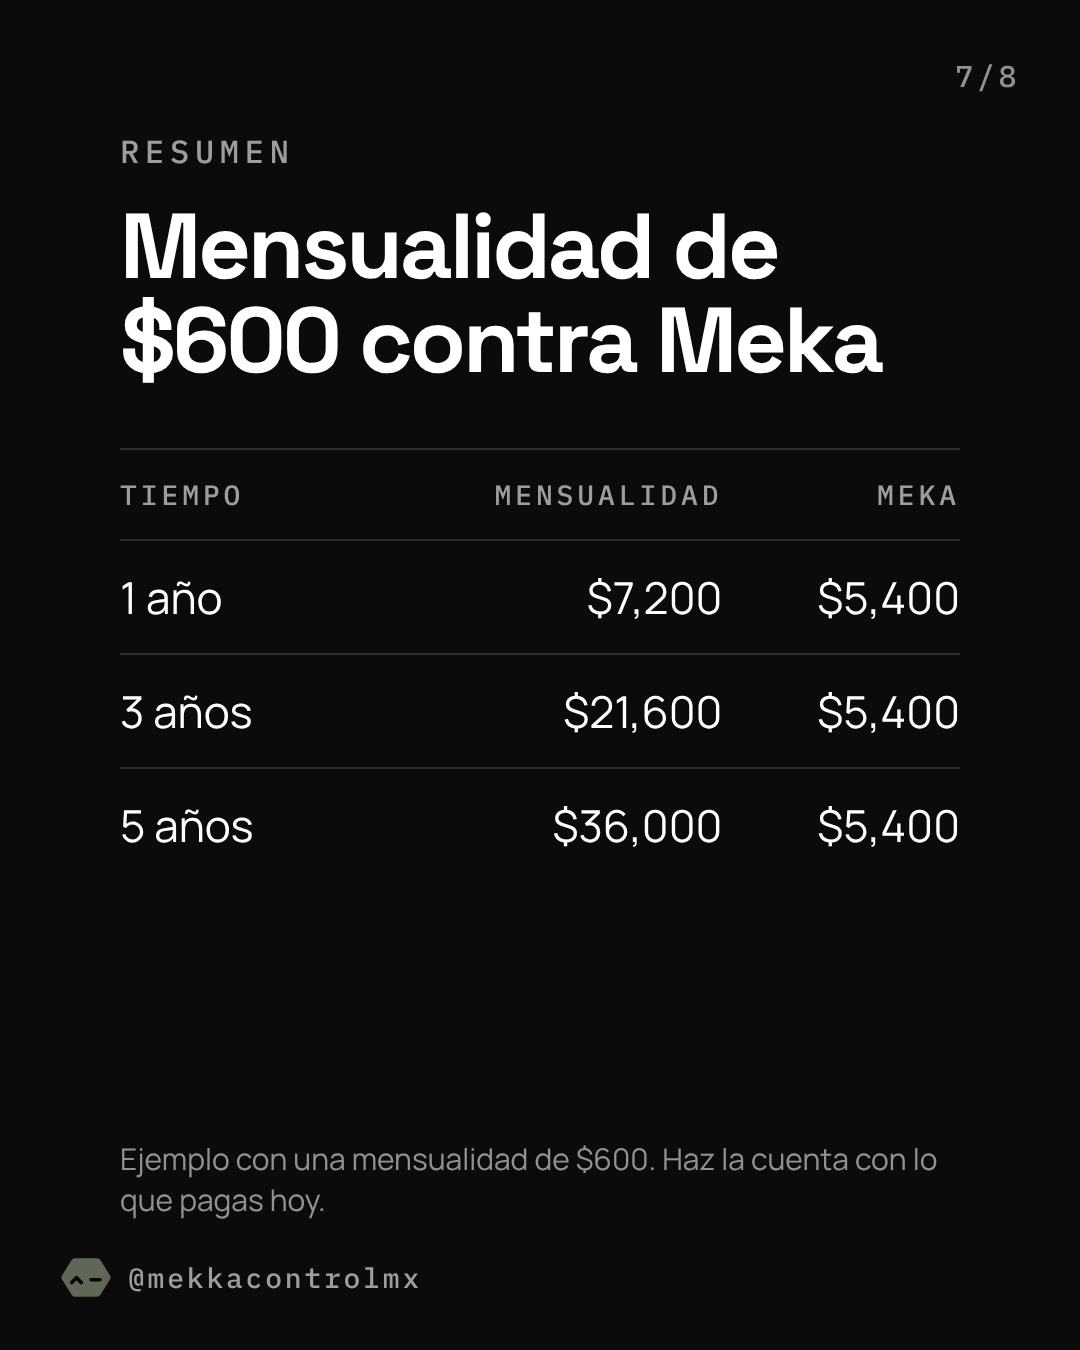 7/8
RESUMEN
Mensualidad de
$600 contra Meka
TIEMPO MENSUALIDAD MEKA
1 año $7,200 $5,400
3 años $21,600 $5,400
5 años $36,000 $5,400
Ejemplo con una mensualidad de $600. Haz la cuenta con lo
que pagas hoy.
@mekkacontrolmx